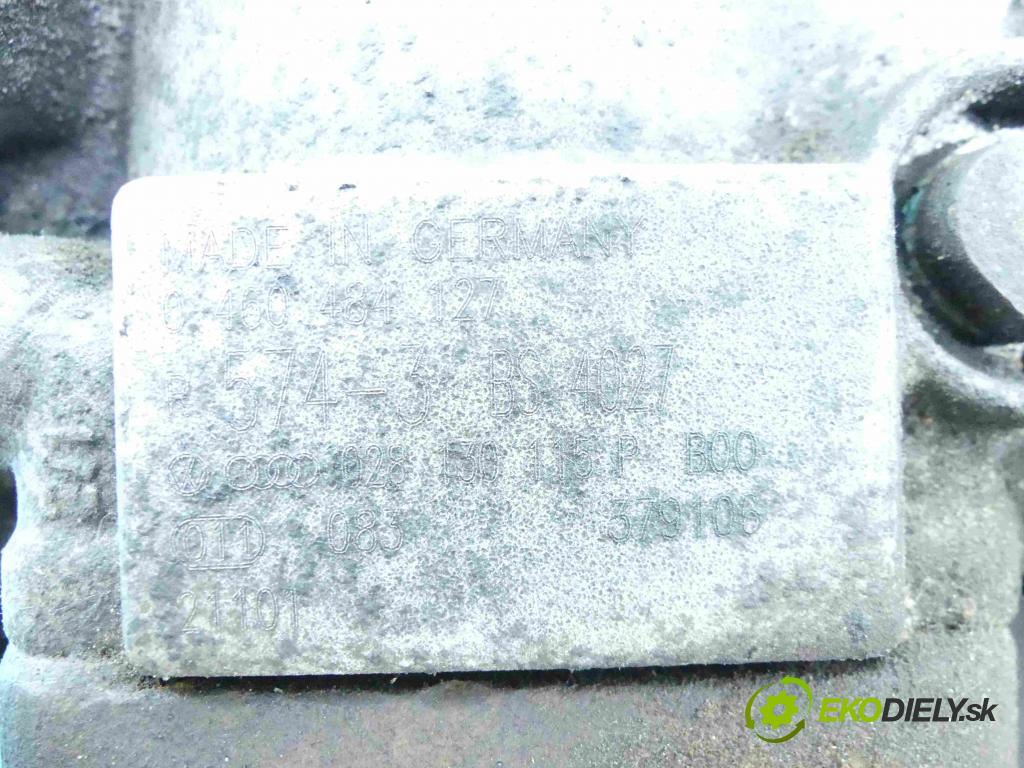 MADE IN GERMANY
0 460 484 127
P 574-3 BS 4027
028 130 115 P B00
011 083 379106
21101
EKODIELY.sk